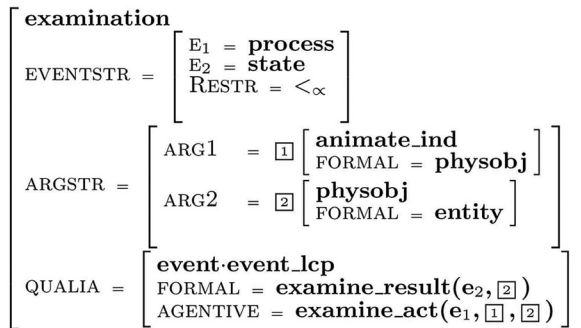 examination
EVENTSTR = E₁ = process
E₂ = state
RESTR = <∝
ARGSTR = ARG1 = 1 animate_ind
FORMAL = physobj
ARG2 = 2 physobj
FORMAL = entity
QUALIA = event·event_lcp
FORMAL = examine_result(e₂, 2)
AGENTIVE = examine_act(e₁, 1, 2)